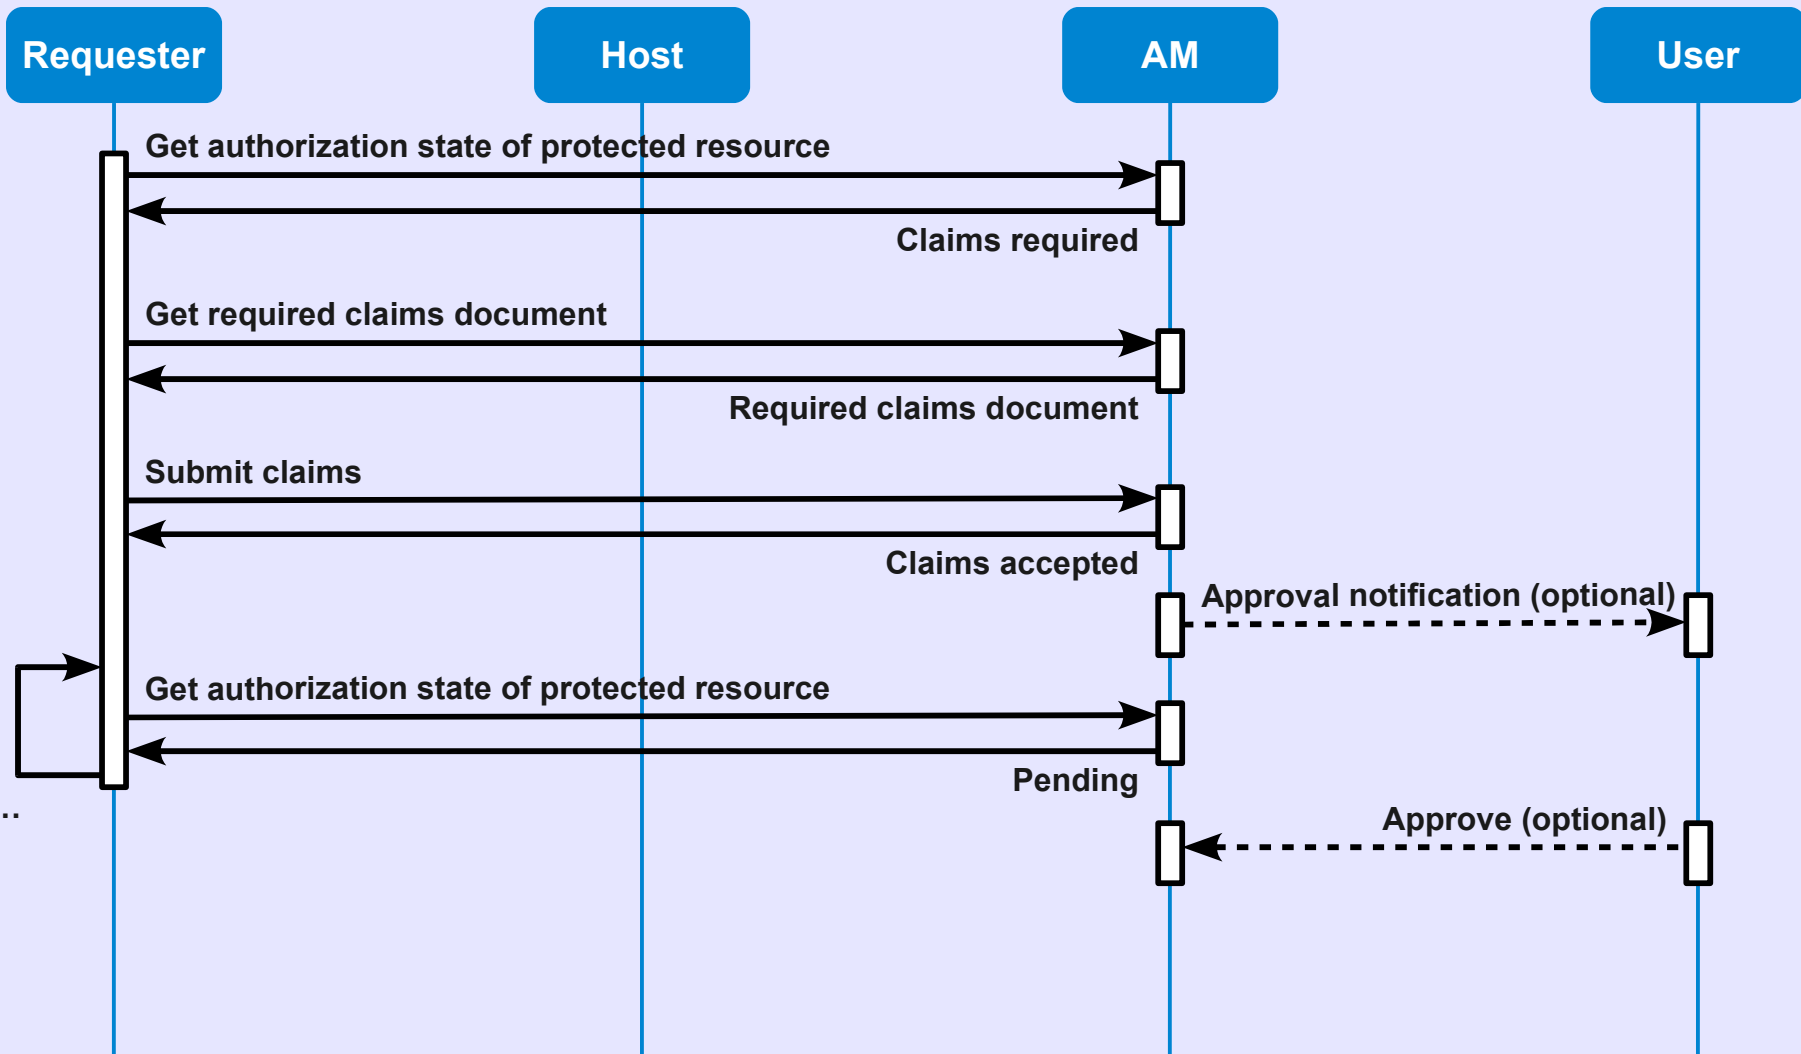 Requester
Host
AM
User
Get authorization state of protected resource
Claims required
Get required claims document
Required claims document
Submit claims
Claims accepted
Approval notification (optional)
Get authorization state of protected resource
Pending
..
Approve (optional)